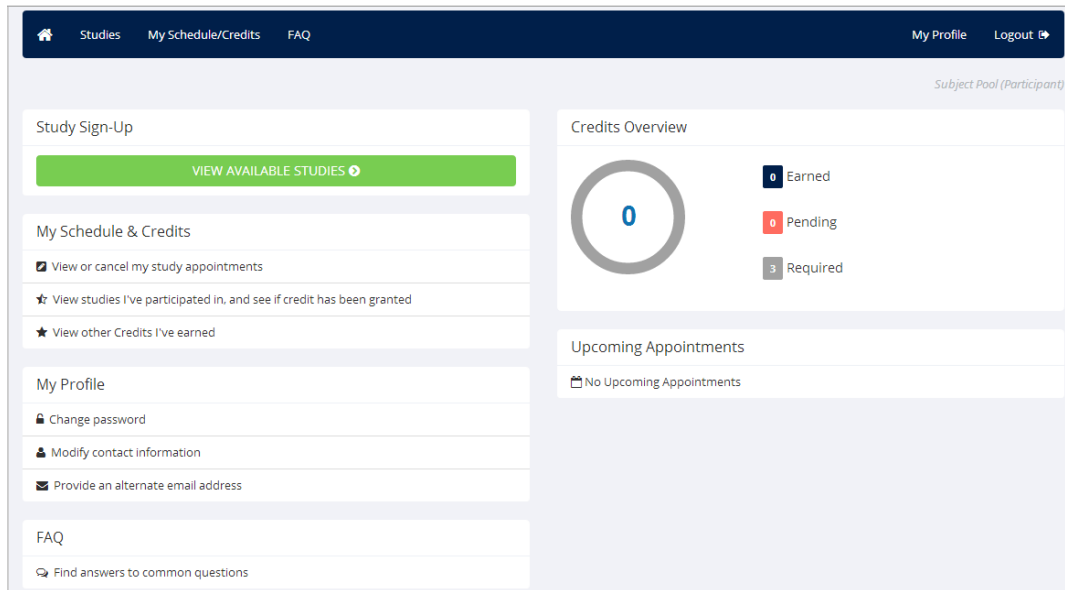 Studies My Schedule/Credits FAQ My Profile Logout
Subject Pool (Participant)
Study Sign-Up
VIEW AVAILABLE STUDIES
My Schedule & Credits
View or cancel my study appointments
View studies I've participated in, and see if credit has been granted
View other Credits I've earned
My Profile
Change password
Modify contact information
Provide an alternate email address
FAQ
Find answers to common questions
Credits Overview
0
0 Earned
0 Pending
3 Required
Upcoming Appointments
No Upcoming Appointments